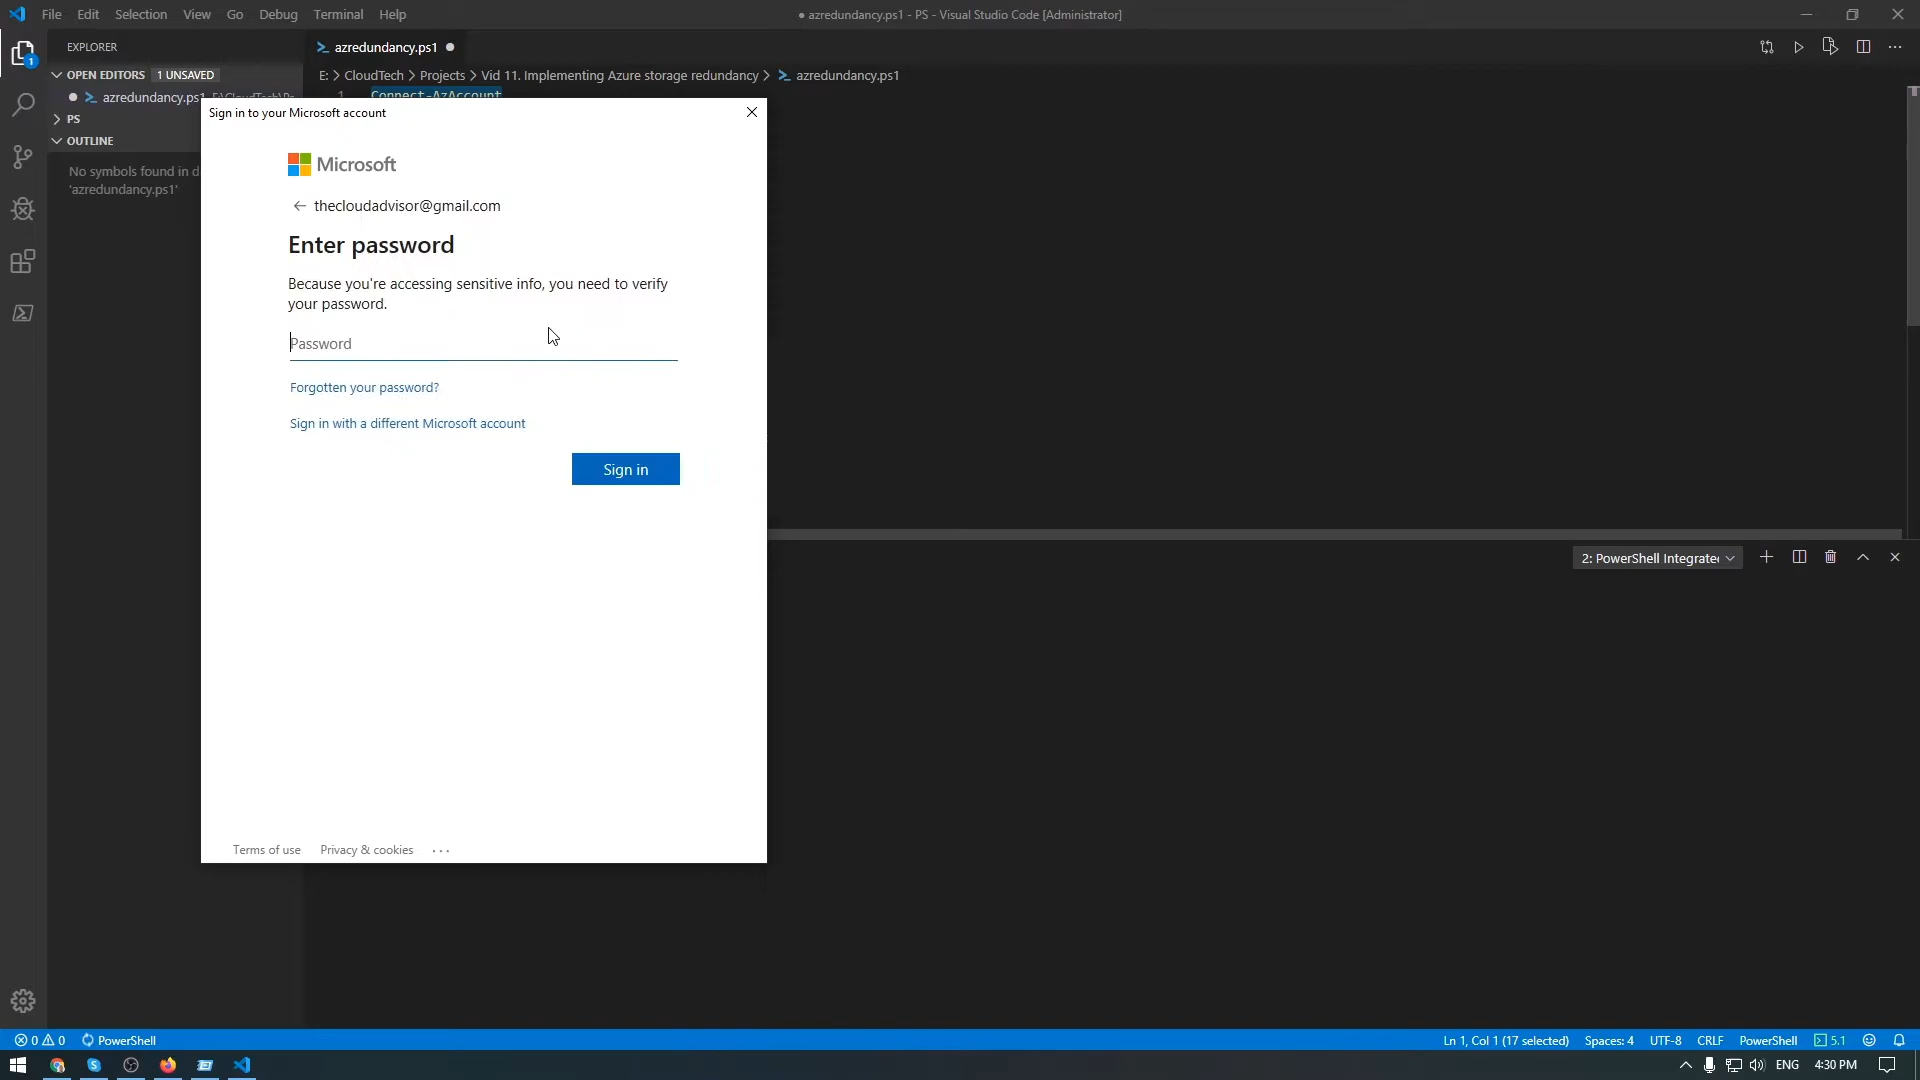 File Edit Selection View Go Debug Terminal Help
● azredundancy.ps1 - PS - Visual Studio Code [Administrator]
EXPLORER
azredundancy.ps1
OPEN EDITORS 1 UNSAVED
E: > CloudTech > Projects > Vid 11. Implementing Azure storage redundancy > azredundancy.ps1
azredundancy.ps1
1 Connect-AzAccount
PS
OUTLINE
No symbols found in d
'azredundancy.ps1'
1
Sign in to your Microsoft account
Microsoft
thecloudadvisor@gmail.com
Enter password
Because you're accessing sensitive info, you need to verify
your password.
Password
Forgotten your password?
Sign in with a different Microsoft account
Sign in
Terms of use Privacy & cookies ...
2: PowerShell Integrate
0 0 PowerShell
Ln 1, Col 1 (17 selected) Spaces: 4 UTF-8 CRLF PowerShell 5.1
ENG 4:30 PM